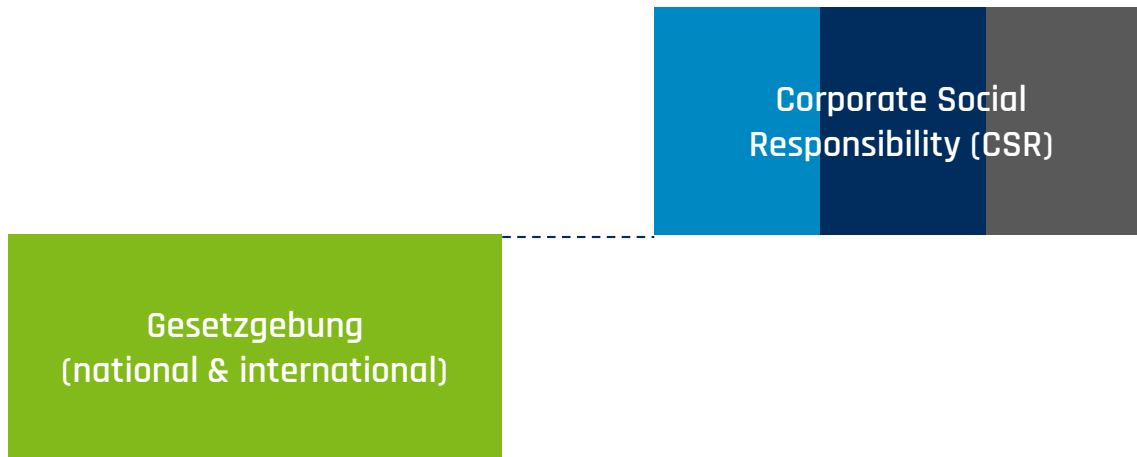 Corporate Social
Responsibility (CSR)
Gesetzgebung
(national & international)